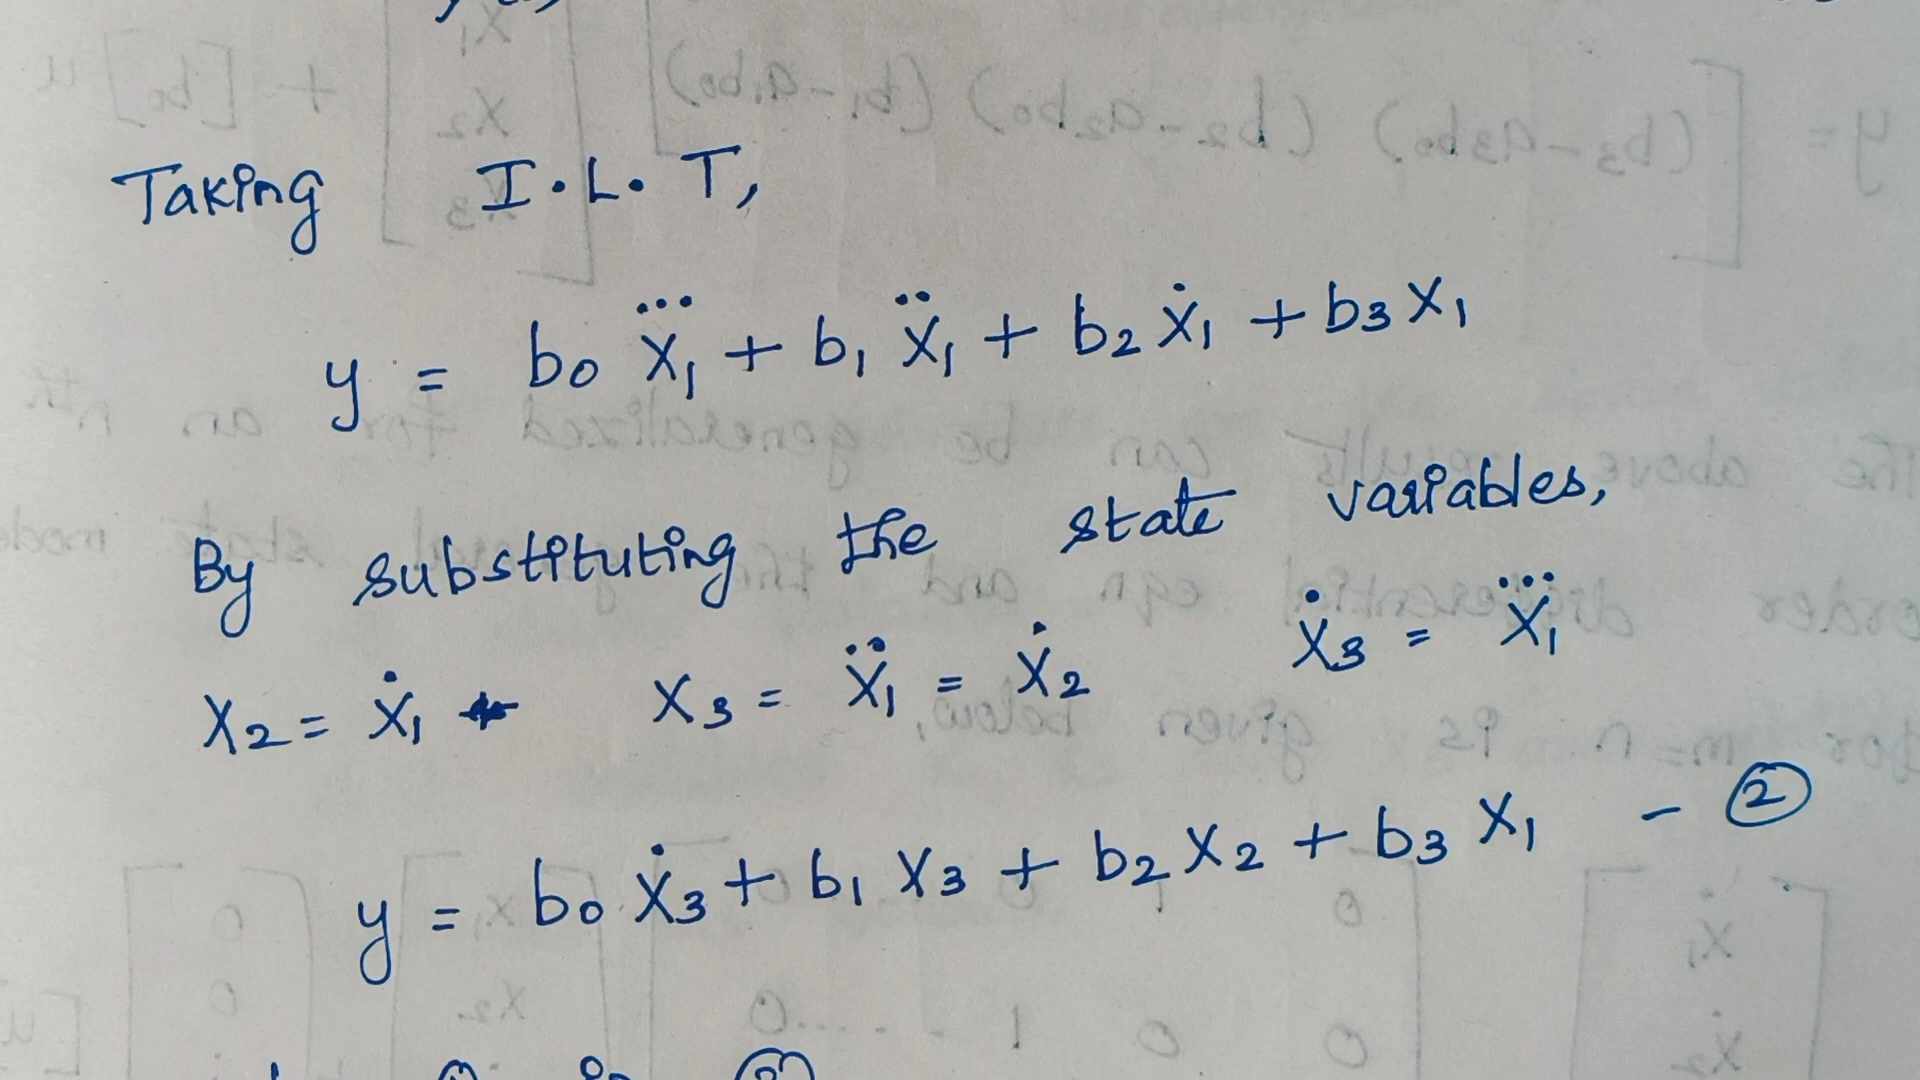 Taking I.L.T,
y = b₀ x⃛₁ + b₁ ẍ₁ + b₂ ẋ₁ + b₃ x₁
By substituting the state variables,
x₂ = ẋ₁ x₃ = ẍ₁ = ẋ₂ ẋ₃ = x⃛₁
y = b₀ ẋ₃ + b₁ x₃ + b₂ x₂ + b₃ x₁ - ②